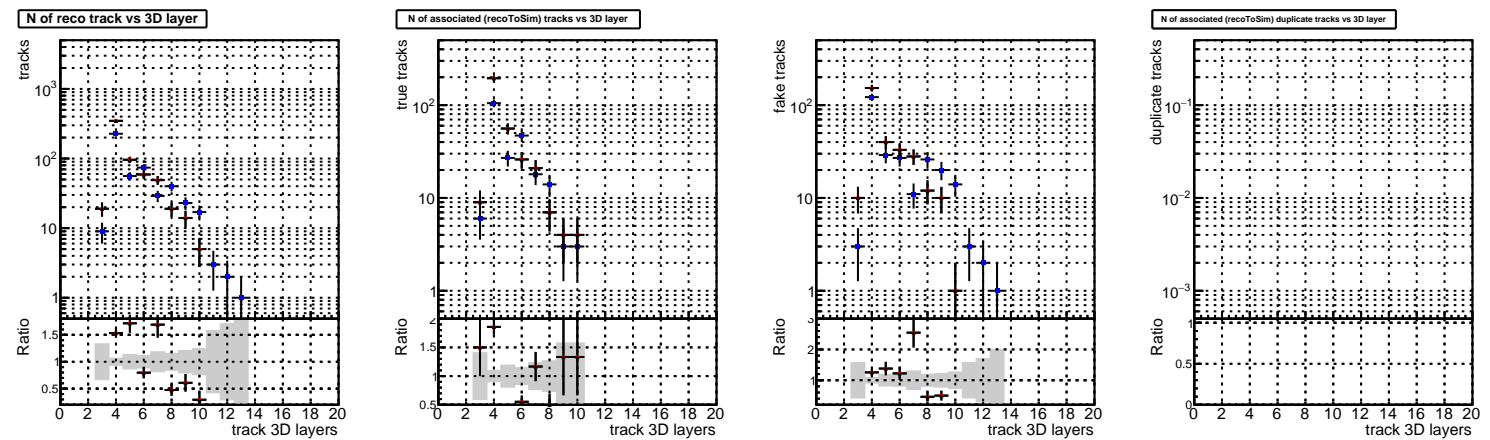 N of reco track vs 3D layer
tracks
10³
10²
10
1
Ratio
1.5
1
0.5
0 2 4 6 8 10 12 14 16 18 20
track 3D layers
N of associated (recoToSim) tracks vs 3D layer
true tracks
10²
10
1
Ratio
2
1.5
1
0.5
0 2 4 6 8 10 12 14 16 18 20
track 3D layers
fake tracks
10²
10
1
Ratio
3
2
1
0 2 4 6 8 10 12 14 16 18 20
track 3D layers
N of associated (recoToSim) duplicate tracks vs 3D layer
duplicate tracks
10⁻¹
10⁻²
10⁻³
0
Ratio
1
0.5
0
0 2 4 6 8 10 12 14 16 18 20
track 3D layers